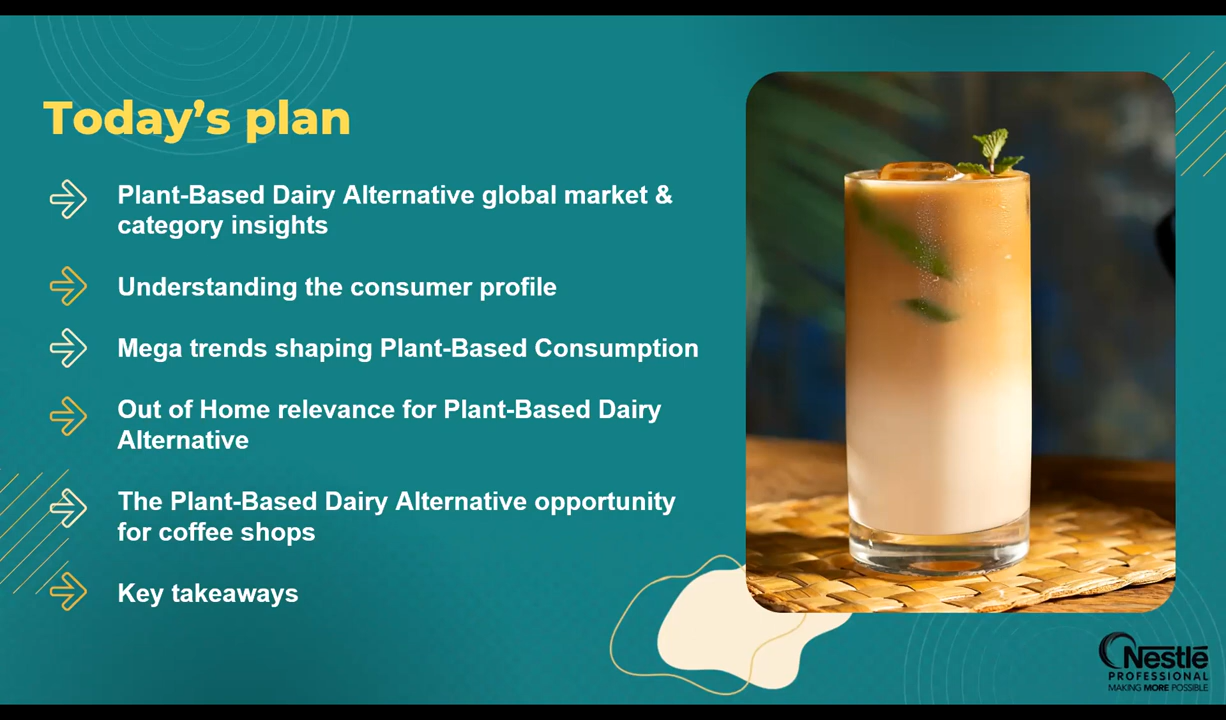 Today’s plan
Plant-Based Dairy Alternative global market &
category insights
Understanding the consumer profile
Mega trends shaping Plant-Based Consumption
Out of Home relevance for Plant-Based Dairy
Alternative
The Plant-Based Dairy Alternative opportunity
for coffee shops
Key takeaways
Nestlé
PROFESSIONAL
MAKING MORE POSSIBLE